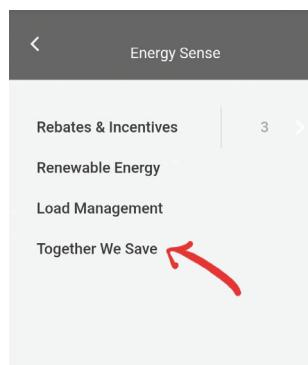 Energy Sense
Rebates & Incentives 3
Renewable Energy
Load Management
Together We Save